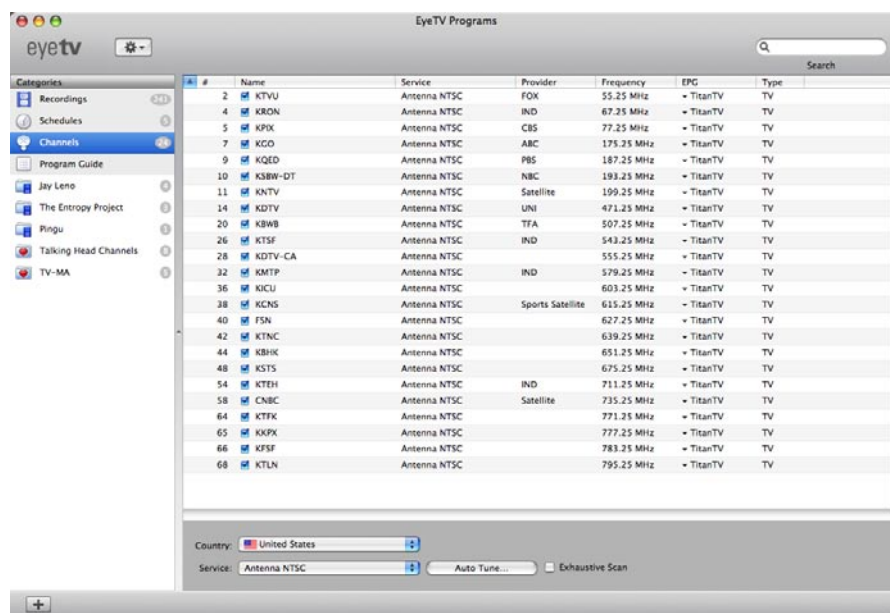 EyeTV Programs
eyetv
Search
Categories
Recordings
Schedules
Channels 24
Program Guide
Jay Leno
The Entropy Project
Pingu
Talking Head Channels
TV-MA
# Name Service Provider Frequency EPG Type
2 KTVU Antenna NTSC FOX 55.25 MHz TitanTV TV
4 KRON Antenna NTSC IND 67.25 MHz TitanTV TV
5 KPIX Antenna NTSC CBS 77.25 MHz TitanTV TV
7 KGO Antenna NTSC ABC 175.25 MHz TitanTV TV
9 KQED Antenna NTSC PBS 187.25 MHz TitanTV TV
10 KSBW-DT Antenna NTSC NBC 193.25 MHz TitanTV TV
11 KNTV Antenna NTSC Satellite 199.25 MHz TitanTV TV
14 KDTV Antenna NTSC UNI 471.25 MHz TitanTV TV
20 KBWB Antenna NTSC TFA 507.25 MHz TitanTV TV
26 KTSF Antenna NTSC IND 543.25 MHz TitanTV TV
28 KDTV-CA Antenna NTSC 555.25 MHz TitanTV TV
32 KMTP Antenna NTSC IND 579.25 MHz TitanTV TV
36 KICU Antenna NTSC 603.25 MHz TitanTV TV
38 KCNS Antenna NTSC Sports Satellite 615.25 MHz TitanTV TV
40 FSN Antenna NTSC 627.25 MHz TitanTV TV
42 KTNC Antenna NTSC 639.25 MHz TitanTV TV
44 KBHK Antenna NTSC 651.25 MHz TitanTV TV
48 KSTS Antenna NTSC 675.25 MHz TitanTV TV
54 KTEH Antenna NTSC IND 711.25 MHz TitanTV TV
58 CNBC Antenna NTSC Satellite 735.25 MHz TitanTV TV
64 KTFK Antenna NTSC 771.25 MHz TitanTV TV
65 KKPX Antenna NTSC 777.25 MHz TitanTV TV
66 KFSF Antenna NTSC 783.25 MHz TitanTV TV
68 KTLN Antenna NTSC 795.25 MHz TitanTV TV
Country: United States
Service: Antenna NTSC Auto Tune... Exhaustive Scan